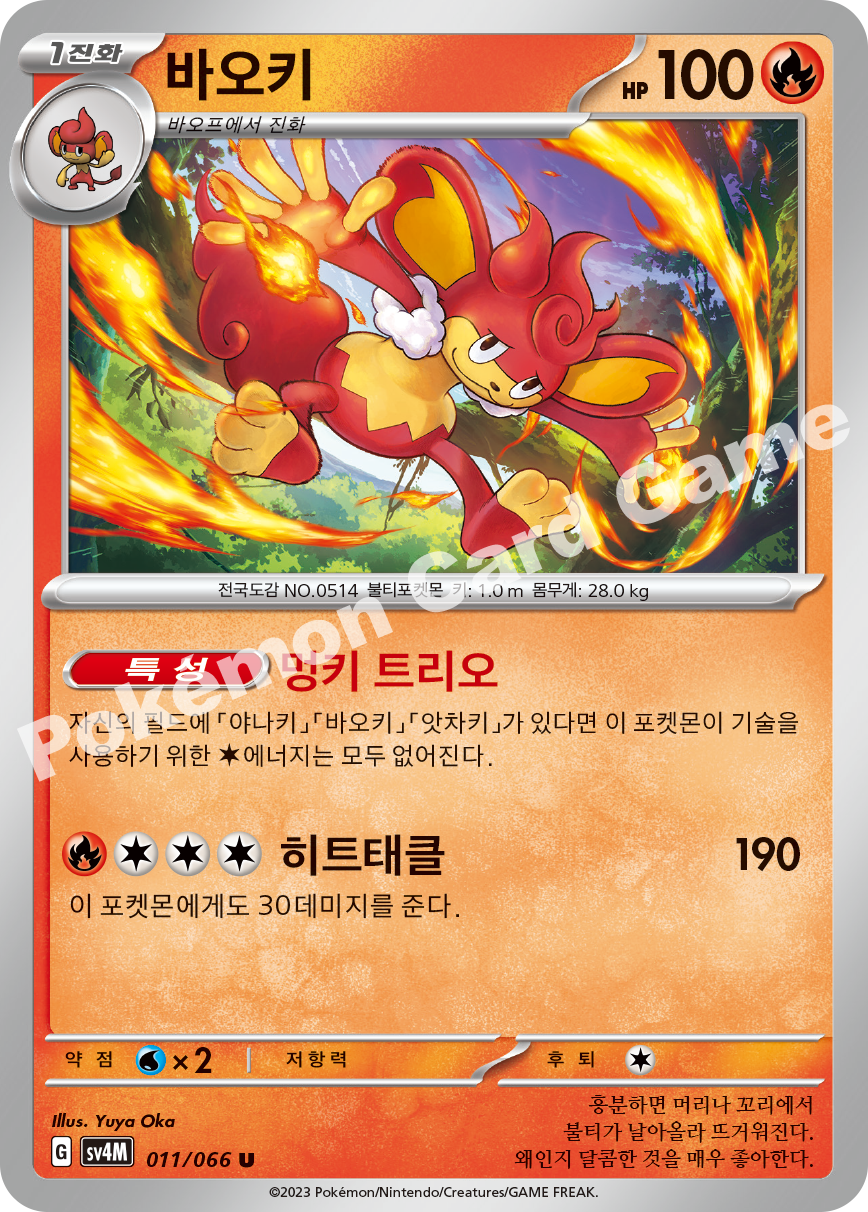 1진화
바오키
HP 100
바오프에서 진화
전국도감 NO.0514 불티포켓몬 키: 1.0 m 몸무게: 28.0 kg
특성 멍키 트리오
자신의 필드에 「야나키」 「바오키」 「앗차키」가 있다면 이 포켓몬이 기술을
사용하기 위한 에너지는 모두 없어진다.
히트태클 190
이 포켓몬에게도 30데미지를 준다.
약점 ×2 저항력 후퇴
Illus. Yuya Oka
흥분하면 머리나 꼬리에서
불티가 날아올라 뜨거워진다.
왜인지 달콤한 것을 매우 좋아한다.
G SV4M 011/066 U
©2023 Pokémon/Nintendo/Creatures/GAME FREAK.
Pokémon Card Game